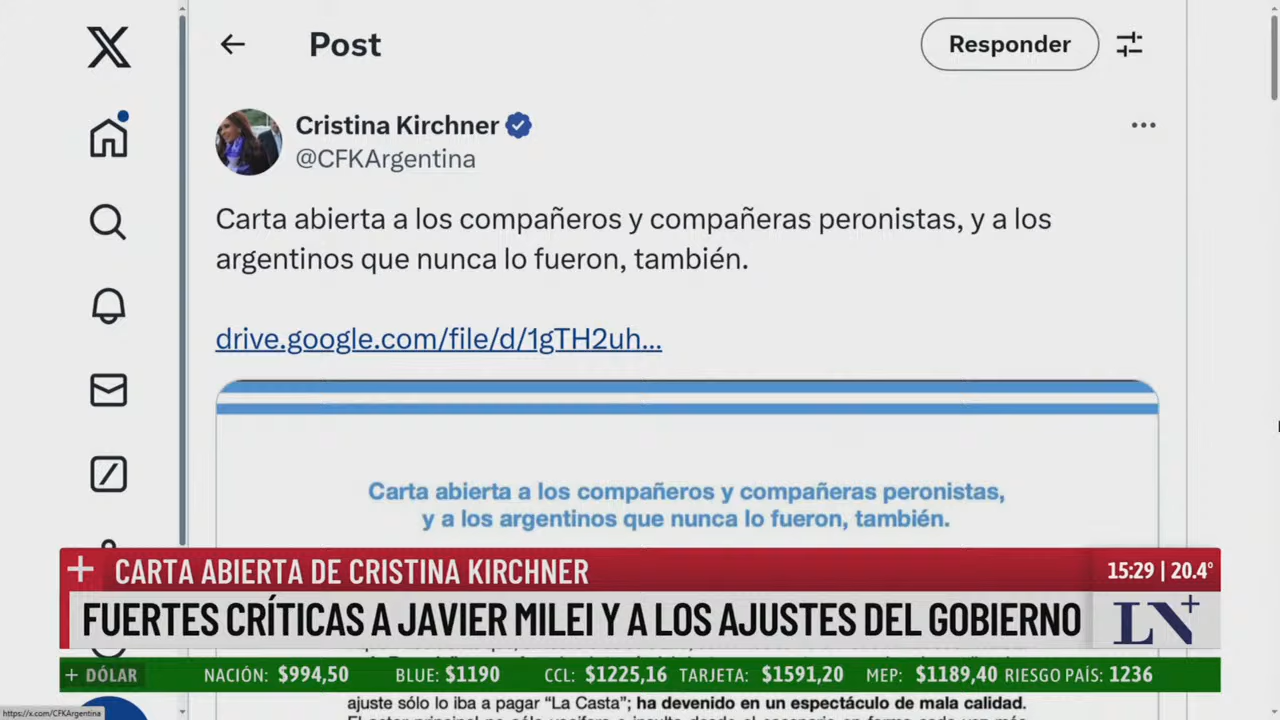 Post
Responder
Cristina Kirchner
@CFKArgentina
Carta abierta a los compañeros y compañeras peronistas, y a los
argentinos que nunca lo fueron, también.
drive.google.com/file/d/1gTH2uh...
Carta abierta a los compañeros y compañeras peronistas,
y a los argentinos que nunca lo fueron, también.
CARTA ABIERTA DE CRISTINA KIRCHNER
15:29 | 20.4°
FUERTES CRÍTICAS A JAVIER MILEI Y A LOS AJUSTES DEL GOBIERNO
LN+
+ DÓLAR NACIÓN: $994,50 BLUE: $1190 CCL: $1225,16 TARJETA: $1591,20 MEP: $1189,40 RIESGO PAÍS: 1236
ajuste sólo lo iba a pagar “La Casta”; ha devenido en un espectáculo de mala calidad.
https://x.com/CFKArgentina